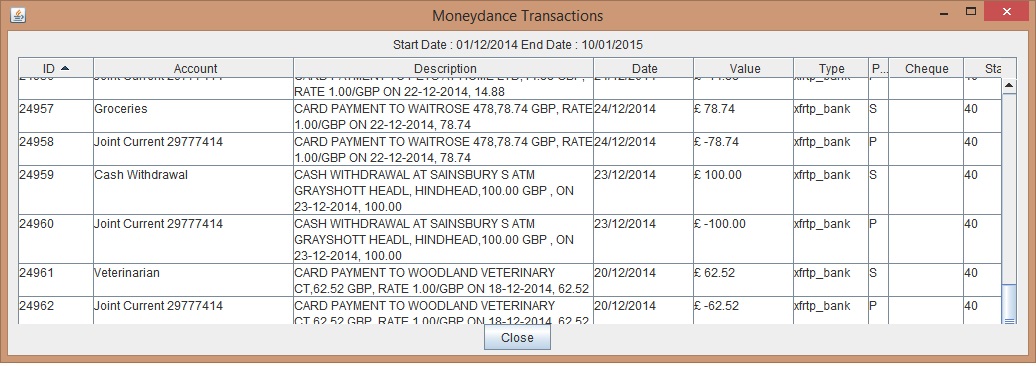 Moneydance Transactions
Start Date : 01/12/2014 End Date : 10/01/2015
ID Account Description Date Value Type P... Cheque Sta
RATE 1.00/GBP ON 22-12-2014, 14.88
24957 Groceries CARD PAYMENT TO WAITROSE 478,78.74 GBP, RATE 24/12/2014 £ 78.74 xfrtp_bank S 40
1.00/GBP ON 22-12-2014, 78.74
24958 Joint Current 29777414 CARD PAYMENT TO WAITROSE 478,78.74 GBP, RATE 24/12/2014 £ -78.74 xfrtp_bank P 40
1.00/GBP ON 22-12-2014, 78.74
24959 Cash Withdrawal CASH WITHDRAWAL AT SAINSBURY S ATM 23/12/2014 £ 100.00 xfrtp_bank S 40
GRAYSHOTT HEADL, HINDHEAD,100.00 GBP , ON
23-12-2014, 100.00
24960 Joint Current 29777414 CASH WITHDRAWAL AT SAINSBURY S ATM 23/12/2014 £ -100.00 xfrtp_bank P 40
GRAYSHOTT HEADL, HINDHEAD,100.00 GBP , ON
23-12-2014, 100.00
24961 Veterinarian CARD PAYMENT TO WOODLAND VETERINARY 20/12/2014 £ 62.52 xfrtp_bank S 40
CT,62.52 GBP, RATE 1.00/GBP ON 18-12-2014, 62.52
24962 Joint Current 29777414 CARD PAYMENT TO WOODLAND VETERINARY 20/12/2014 £ -62.52 xfrtp_bank P 40
CT,62.52 GBP, RATE 1.00/GBP ON 18-12-2014, 62.52
Close